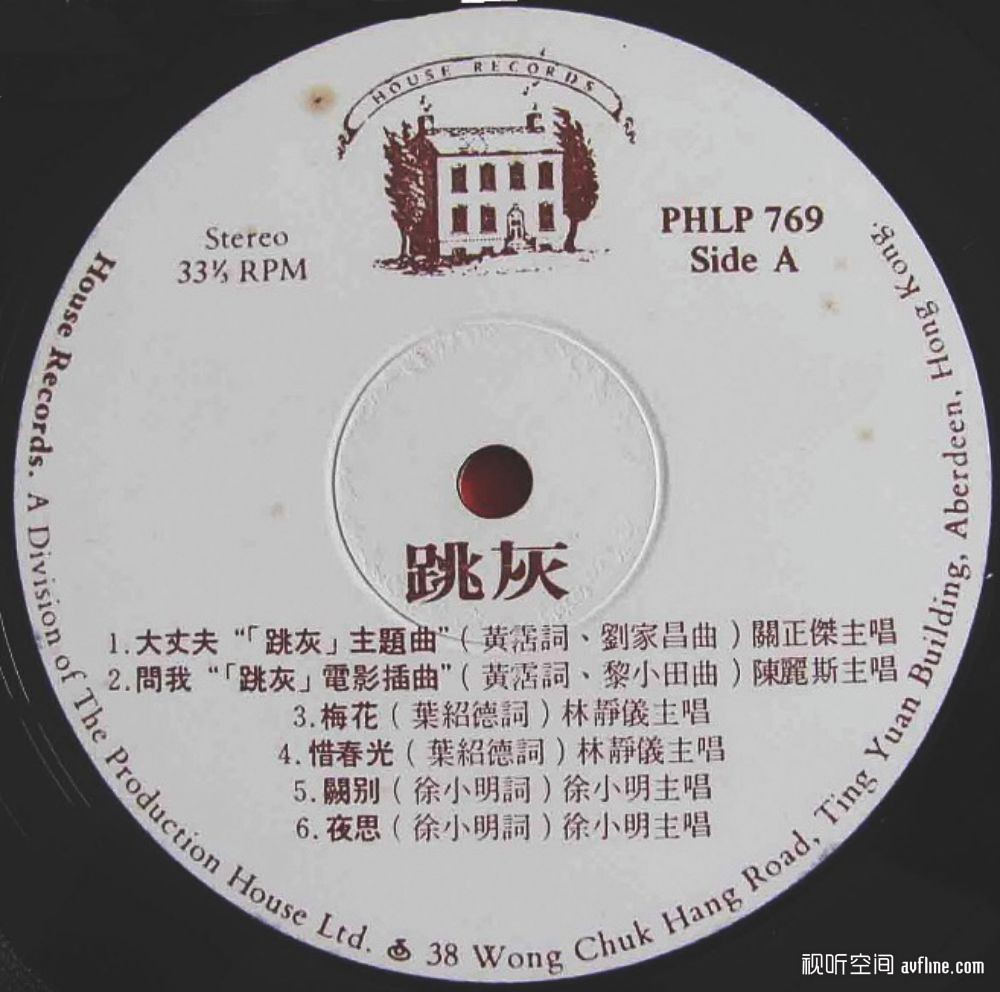 HOUSE RECORDS
Stereo
33⅓ RPM
PHLP 769
Side A
跳灰
1.大丈夫“「跳灰」主題曲”(黃霑詞、劉家昌曲)關正傑主唱
2.問我“「跳灰」電影插曲”(黃霑詞、黎小田曲)陳麗斯主唱
3.梅花(葉紹德詞)林靜儀主唱
4.惜春光(葉紹德詞)林靜儀主唱
5.闊別(徐小明詞)徐小明主唱
6.夜思(徐小明詞)徐小明主唱
House Records. A Division of The Production House Ltd. 38 Wong Chuk Hang Road, Ting Yuan Building, Aberdeen, Hong Kong.
视听空间 avfline.com